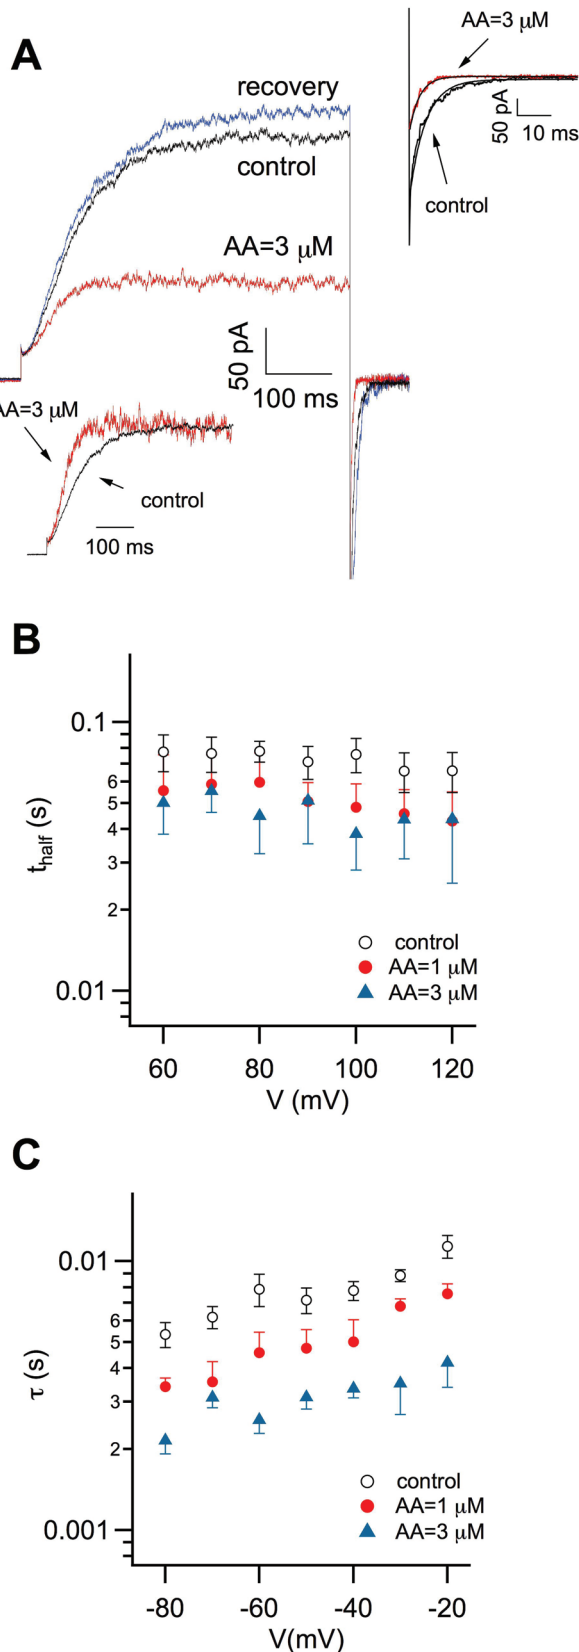 A
AA=3 μM
recovery
control
50 pA
10 ms
control
AA=3 μM
50 pA
100 ms
AA=3 μM
control
100 ms
B
0.1
6
5
4
3
2
0.01
t half (s)
control
AA=1 μM
AA=3 μM
60 80 100 120
V (mV)
C
0.01
6
5
4
3
2
0.001
τ (s)
control
AA=1 μM
AA=3 μM
-80 -60 -40 -20
V(mV)